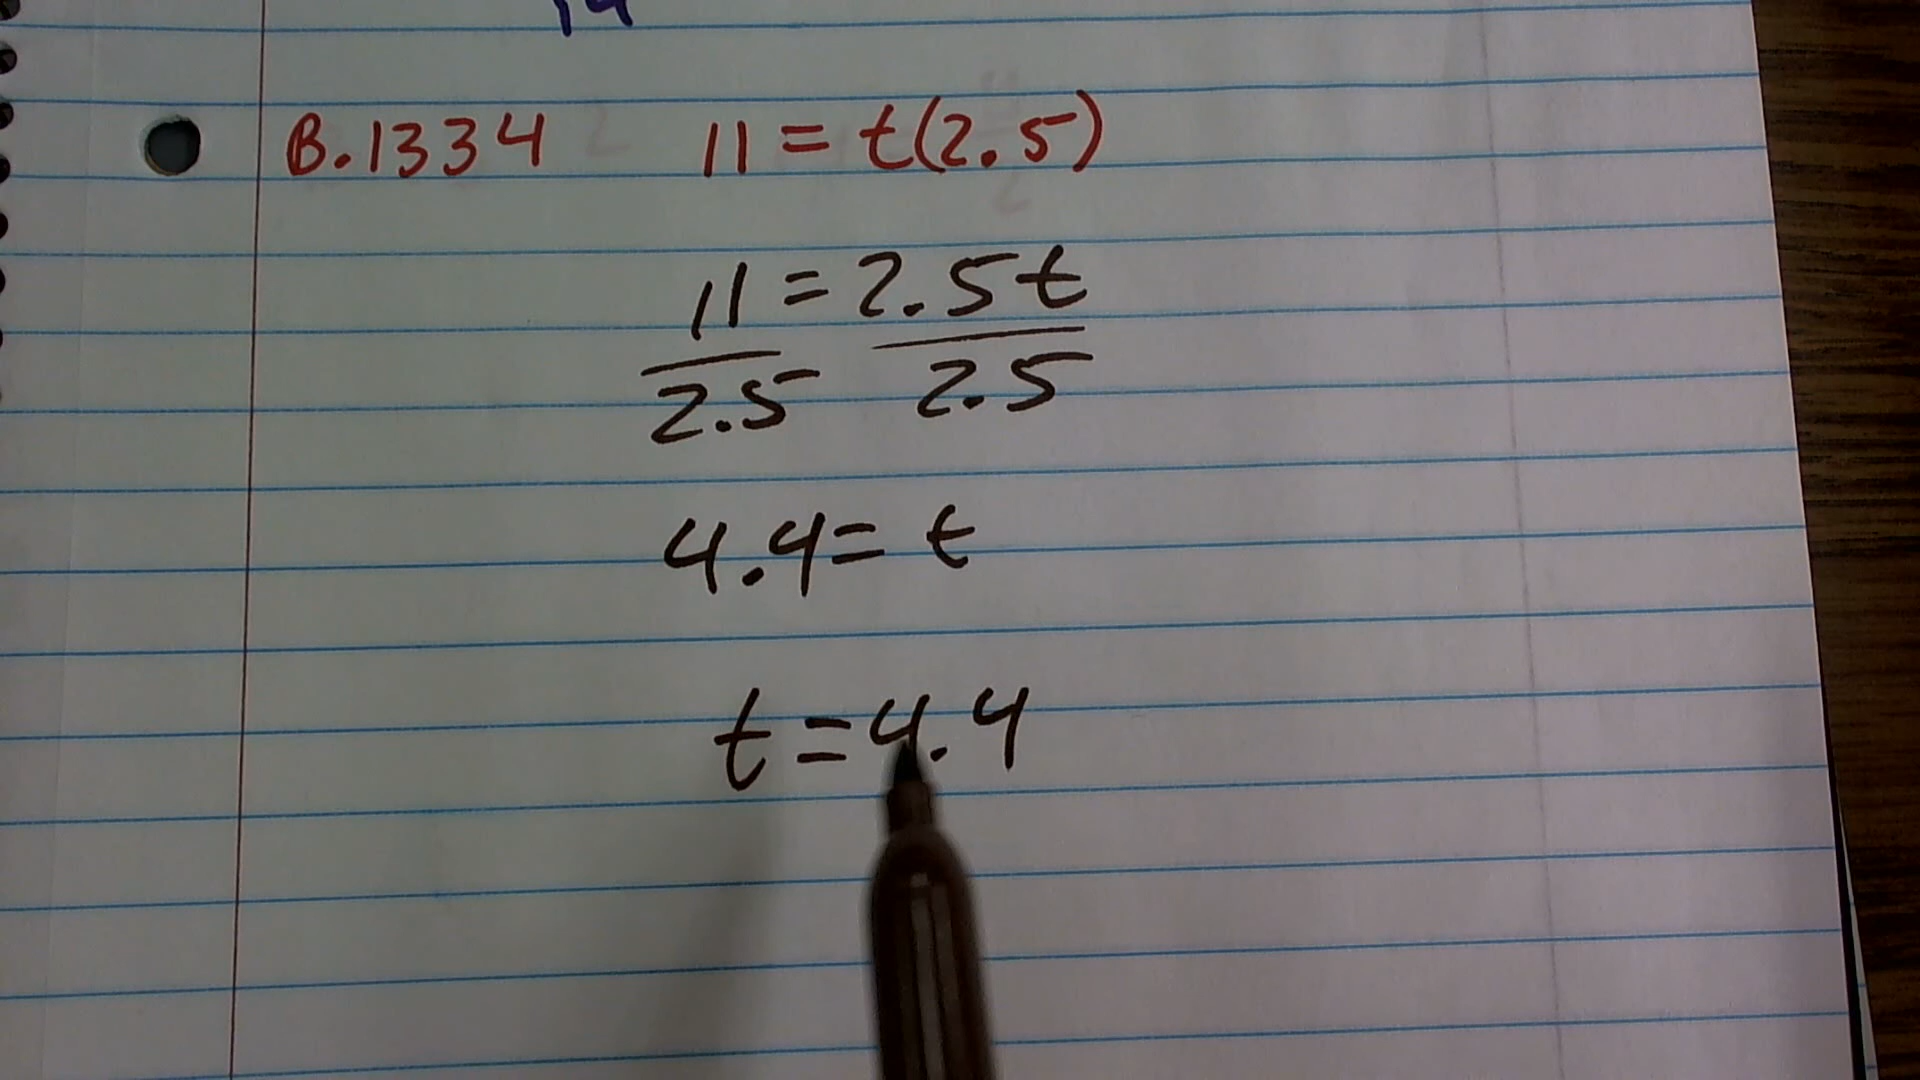 B.1334 11 = t(2.5)
11 = 2.5t
2.5 2.5
4.4 = t
t = 4.4